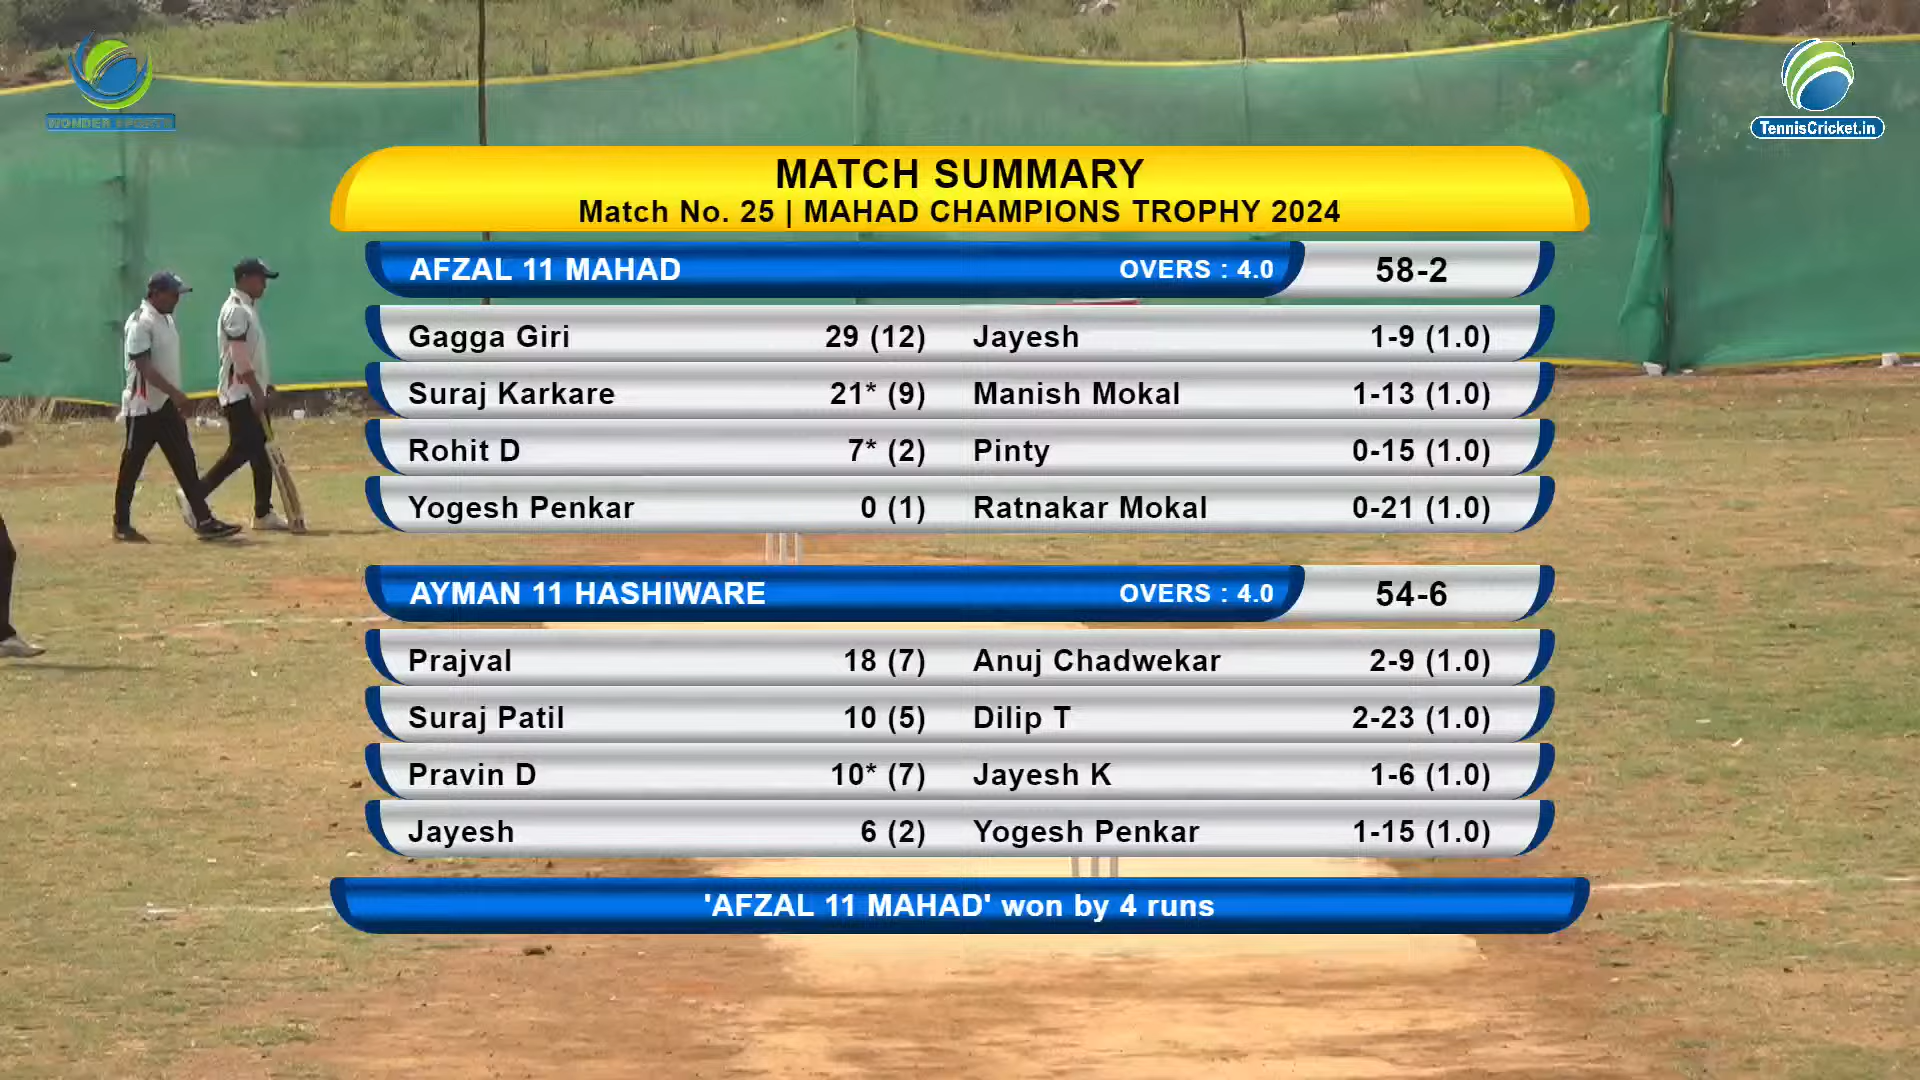 WONDER SPORTS
TennisCricket.in
MATCH SUMMARY
Match No. 25 | MAHAD CHAMPIONS TROPHY 2024
AFZAL 11 MAHAD OVERS : 4.0 58-2
Gagga Giri 29 (12) Jayesh 1-9 (1.0)
Suraj Karkare 21* (9) Manish Mokal 1-13 (1.0)
Rohit D 7* (2) Pinty 0-15 (1.0)
Yogesh Penkar 0 (1) Ratnakar Mokal 0-21 (1.0)
AYMAN 11 HASHIWARE OVERS : 4.0 54-6
Prajval 18 (7) Anuj Chadwekar 2-9 (1.0)
Suraj Patil 10 (5) Dilip T 2-23 (1.0)
Pravin D 10* (7) Jayesh K 1-6 (1.0)
Jayesh 6 (2) Yogesh Penkar 1-15 (1.0)
'AFZAL 11 MAHAD' won by 4 runs